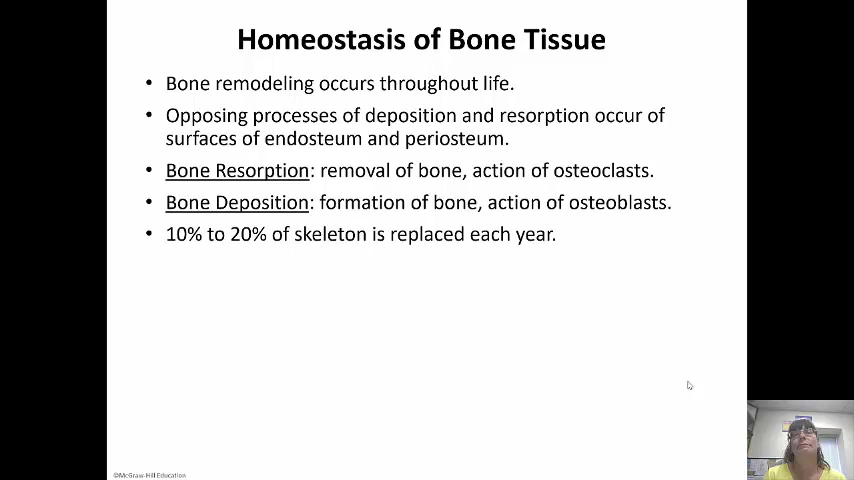 Homeostasis of Bone Tissue
• Bone remodeling occurs throughout life.
• Opposing processes of deposition and resorption occur of
surfaces of endosteum and periosteum.
• Bone Resorption: removal of bone, action of osteoclasts.
• Bone Deposition: formation of bone, action of osteoblasts.
• 10% to 20% of skeleton is replaced each year.
©McGraw-Hill Education